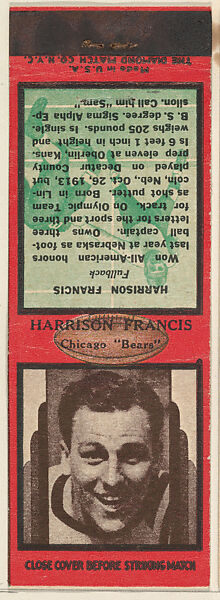 HARRISON FRANCIS
Fullback
Won All-American honors
last year at Nebraska as foot-
ball captain. Owns three
letters for the sport and three
for track. On Olympic Team
as shot putter. Born in Lin-
coln, Neb., Oct. 26, 1913, but
played on Decatur County
prep eleven at Oberlin, Kans.
Is 6 feet 1 inch in height and
weighs 205 pounds. Is single.
B. S. degree. Sigma Alpha Ep-
silon. Call him "Sam".
Made in U.S.A.
THE DIAMOND MATCH CO. N.Y.C.
HARRISON FRANCIS
Chicago "Bears"
CLOSE COVER BEFORE STRIKING MATCH